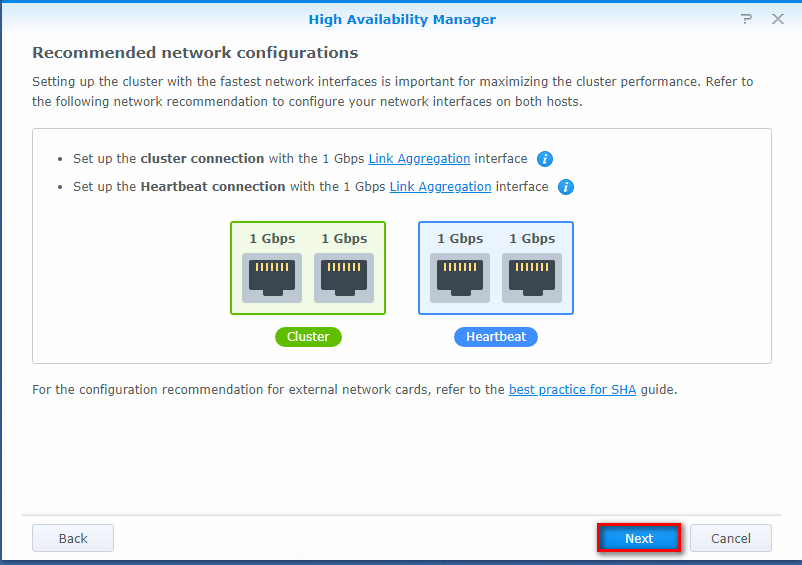 High Availability Manager
Recommended network configurations
Setting up the cluster with the fastest network interfaces is important for maximizing the cluster performance. Refer to
the following network recommendation to configure your network interfaces on both hosts.
• Set up the cluster connection with the 1 Gbps Link Aggregation interface
• Set up the Heartbeat connection with the 1 Gbps Link Aggregation interface
1 Gbps 1 Gbps 1 Gbps 1 Gbps
Cluster Heartbeat
For the configuration recommendation for external network cards, refer to the best practice for SHA guide.
Back Next Cancel